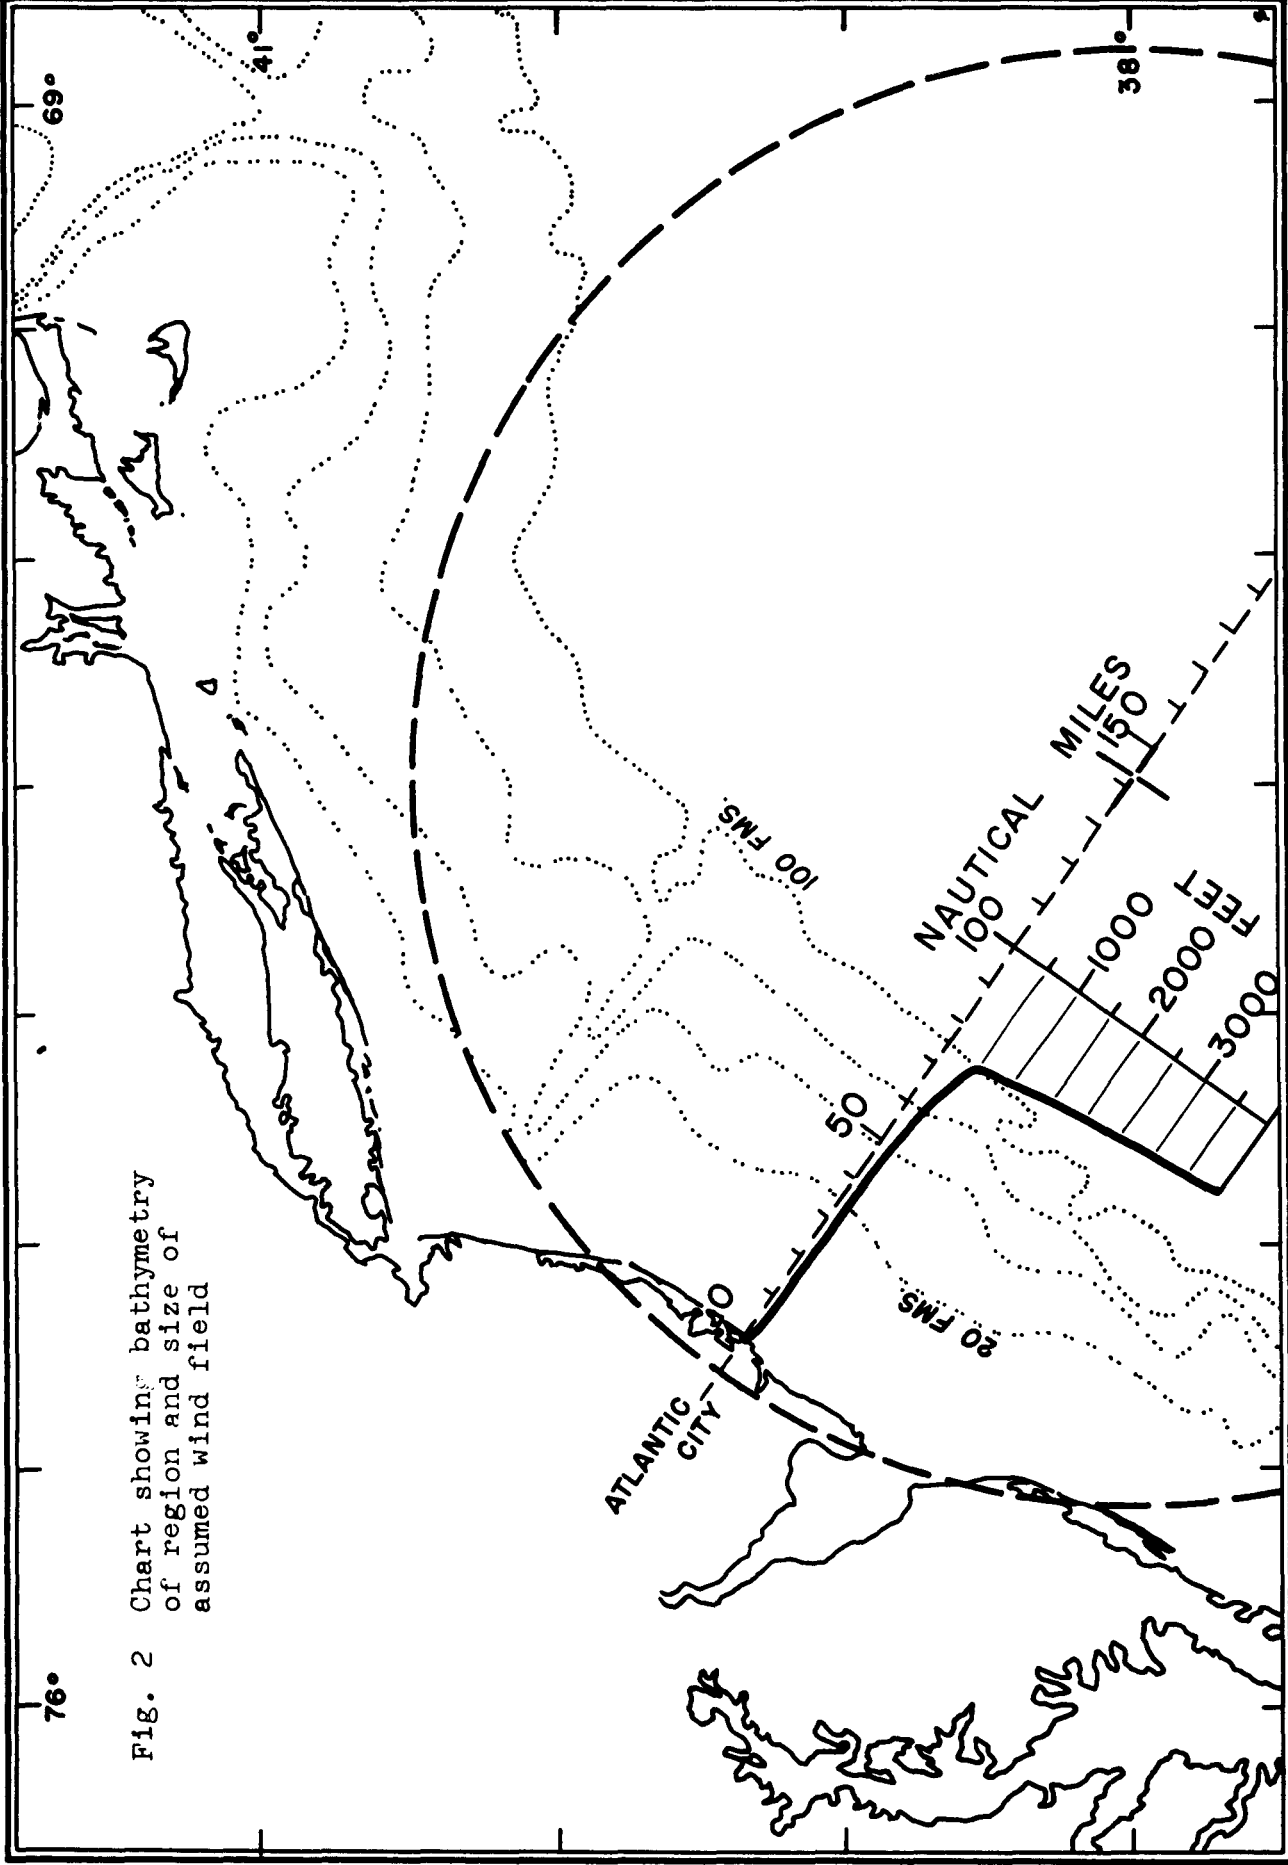 Fig. 2 Chart showing bathymetry
of region and size of
assumed wind field
76°
69°
41°
38°
ATLANTIC
CITY
0
50
100
150
NAUTICAL MILES
1000
2000
3000
FEET
20 FMS
100 FMS